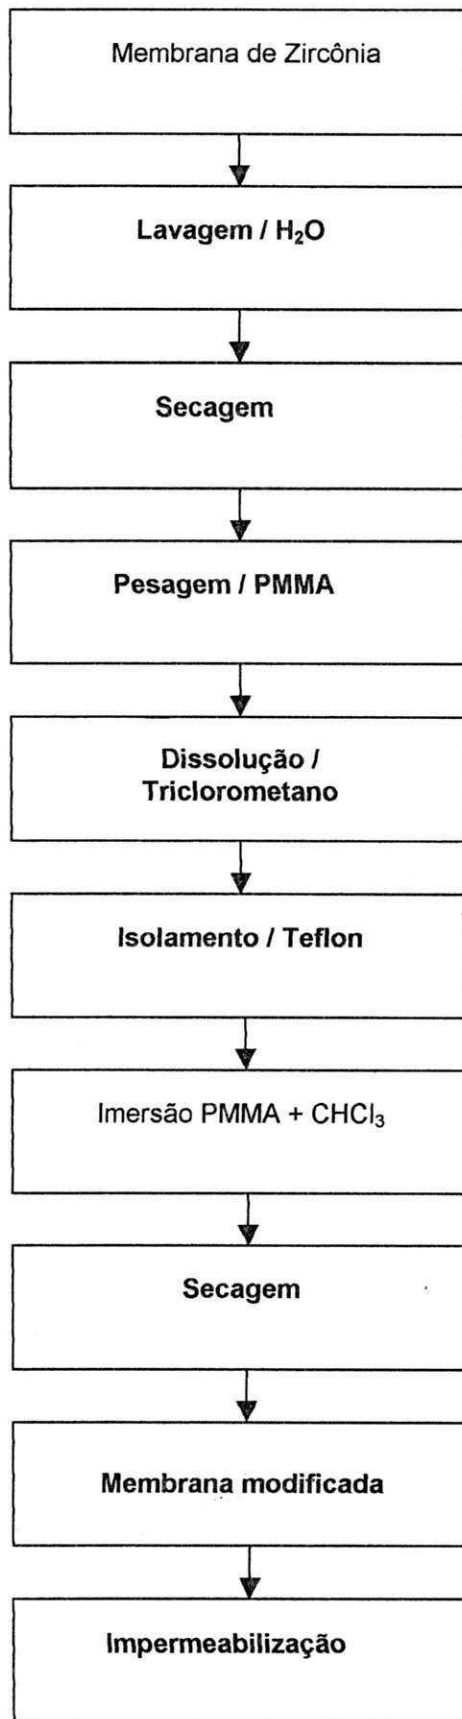 Membrana de Zircônia
Lavagem / H₂O
Secagem
Pesagem / PMMA
Dissolução /
Triclorometano
Isolamento / Teflon
Imersão PMMA + CHCl₃
Secagem
Membrana modificada
Impermeabilização